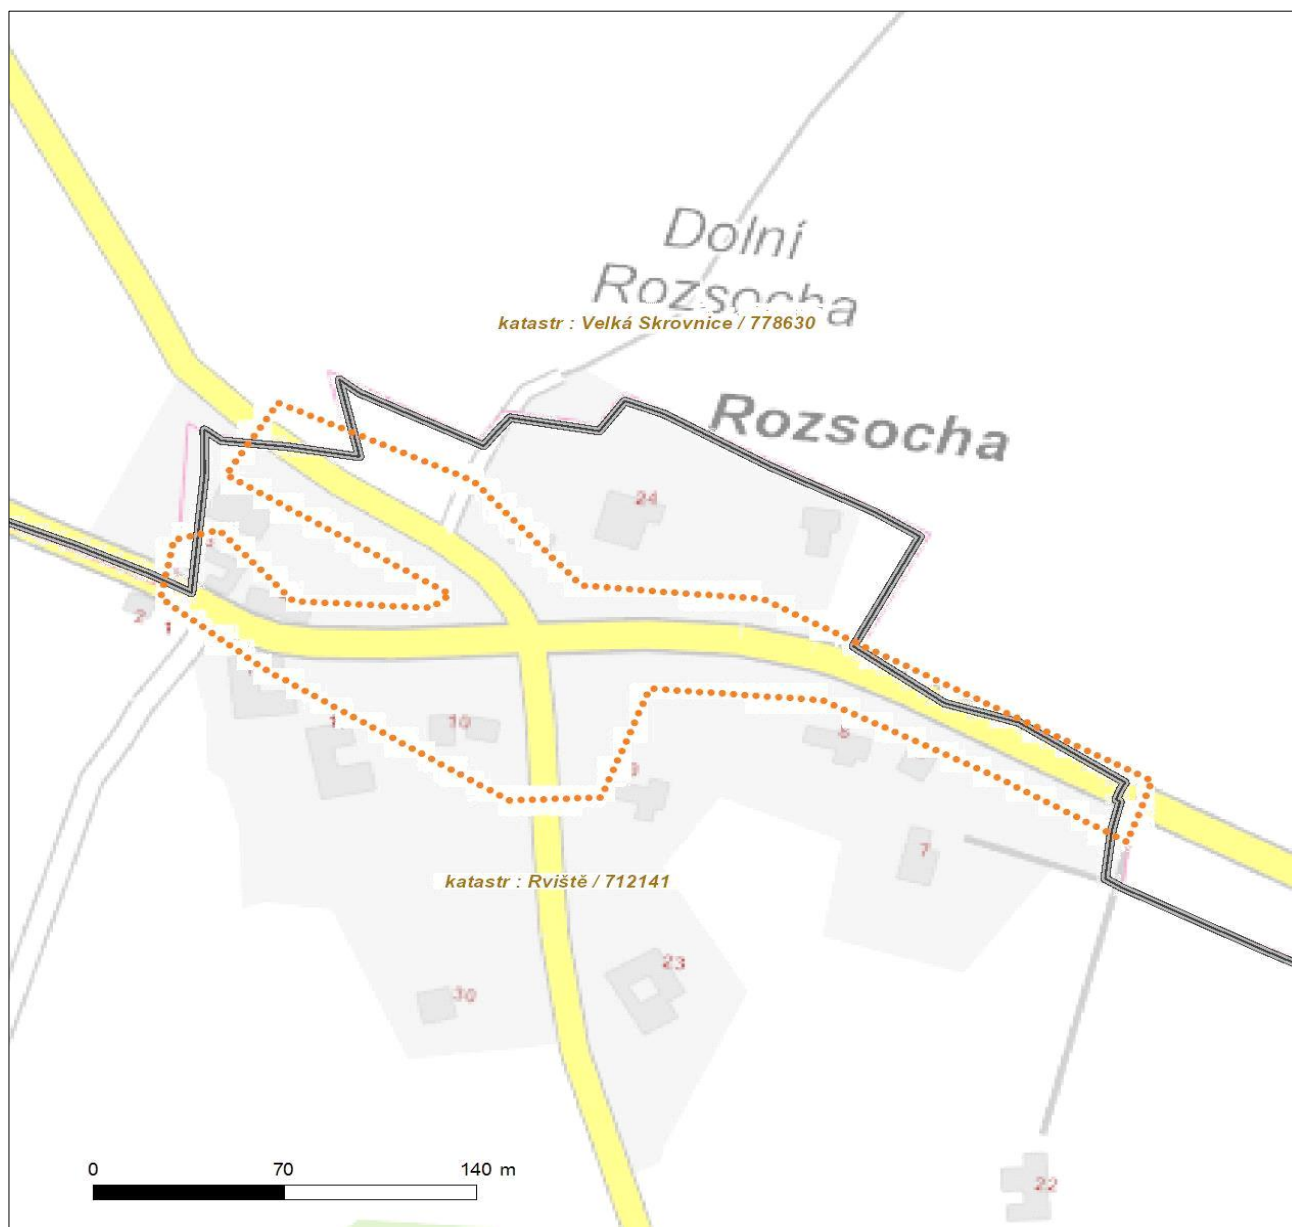 Dolní
Rozsocha
katastr : Velká Skrovnice / 778630
Rozsocha
24
2
1
1
10
6
9
7
katastr : Rviště / 712141
23
30
22
0 70 140 m